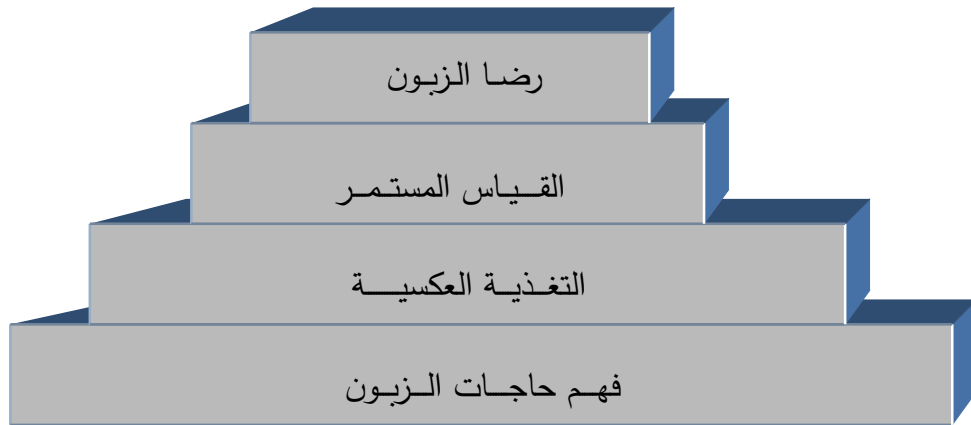 رضا الزبون
القياس المستمر
التغذية العكسية
فهم حاجات الزبون